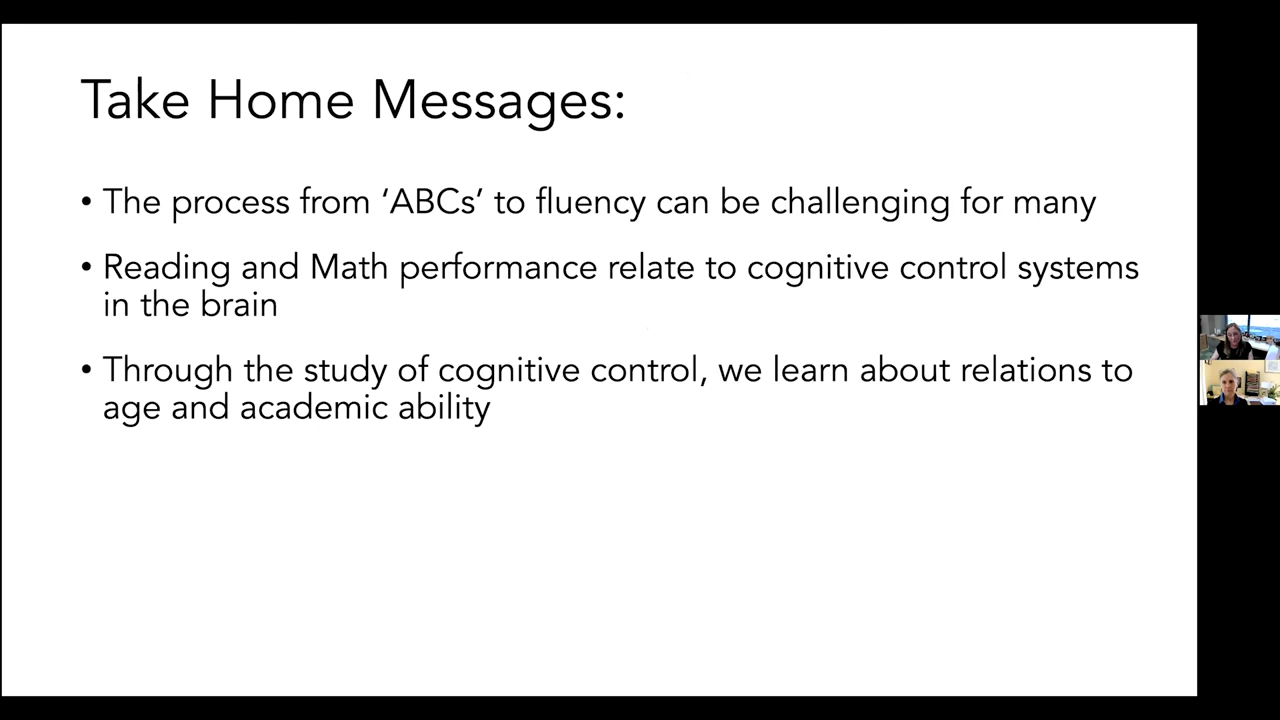 Take Home Messages:
• The process from ‘ABCs’ to fluency can be challenging for many
• Reading and Math performance relate to cognitive control systems
in the brain
• Through the study of cognitive control, we learn about relations to
age and academic ability